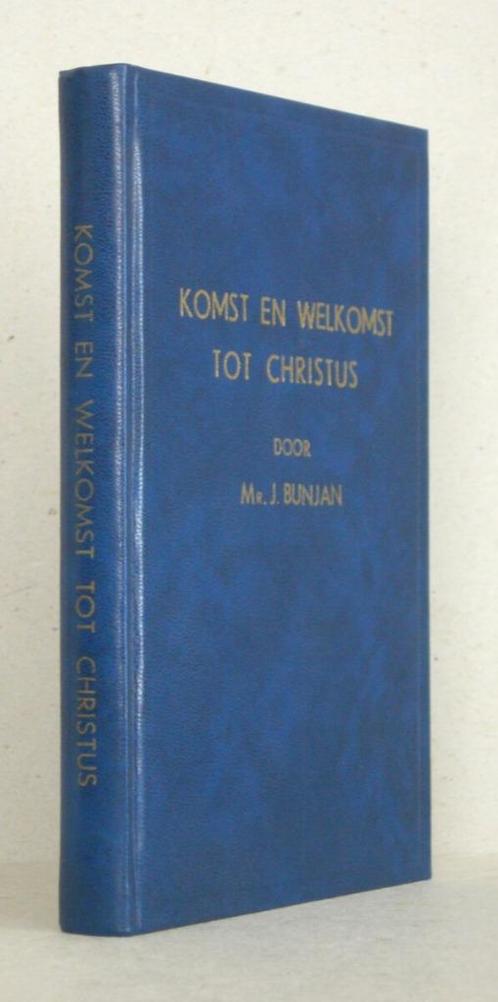 KOMST EN WELKOMST TOT CHRISTUS
KOMST EN WELKOMST
TOT CHRISTUS
DOOR
MR. J. BUNJAN